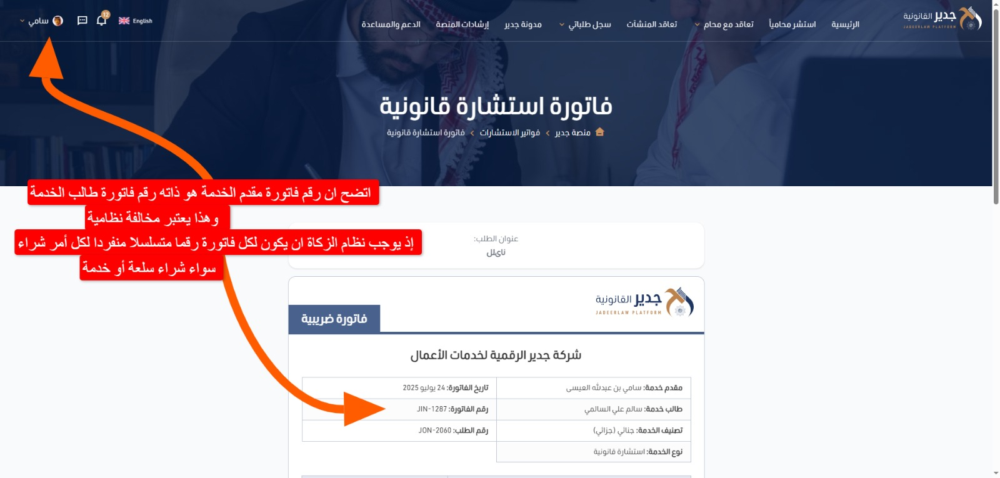 جدير القانونية
JADEERLAW PLATFORM
الرئيسية
استشر محامياً
تعاقد مع محام
تعاقد المنشآت
سجل طلباتي
مدونة جدير
إرشادات المنصة
الدعم والمساعدة
English
12
سامي
فاتورة استشارة قانونية
منصة جدير > فواتير الاستشارات > فاتورة استشارة قانونية
اتضح ان رقم فاتورة مقدم الخدمة هو ذاته رقم فاتورة طالب الخدمة
وهذا يعتبر مخالفة نظامية
إذ يوجب نظام الزكاة ان يكون لكل فاتورة رقما متسلسلا منفردا لكل أمر شراء
سواء شراء سلعة أو خدمة
عنوان الطلب:
نايلل
جدير القانونية
JADEERLAW PLATFORM
فاتورة ضريبية
شركة جدير الرقمية لخدمات الأعمال
مقدم خدمة: سامي بن عبدالله العيسى
تاريخ الفاتورة: 24 يوليو 2025
طالب خدمة: سالم علي السالمي
رقم الفاتورة: JIN-1287
تصنيف الخدمة: جنائي (جزائي)
رقم الطلب: JON-2060
نوع الخدمة: استشارة قانونية